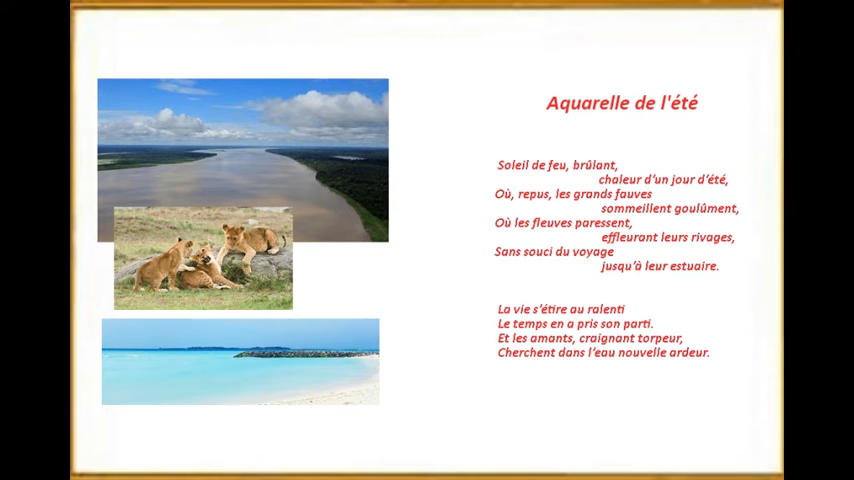 Aquarelle de l'été
Soleil de feu, brûlant,
chaleur d’un jour d’été,
Où, repus, les grands fauves
sommeillent goulûment,
Où les fleuves paressent,
effleurant leurs rivages,
Sans souci du voyage
jusqu’à leur estuaire.
La vie s’étire au ralenti
Le temps en a pris son parti.
Et les amants, craignant torpeur,
Cherchent dans l’eau nouvelle ardeur.